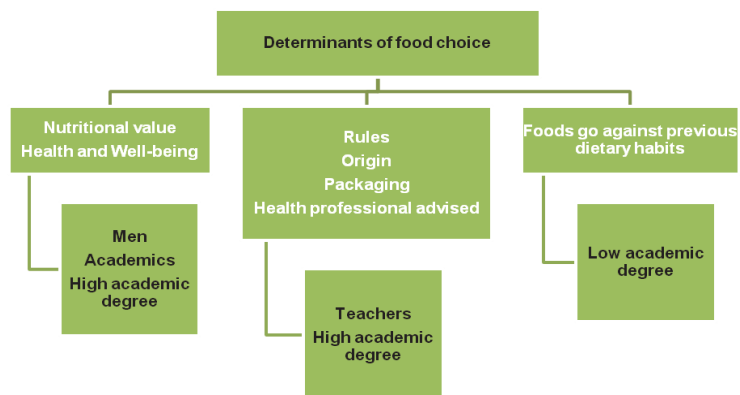 Determinants of food choice
Nutritional value
Health and Well-being
Rules
Origin
Packaging
Health professional advised
Foods go against previous
dietary habits
Men
Academics
High academic
degree
Teachers
High academic
degree
Low academic
degree